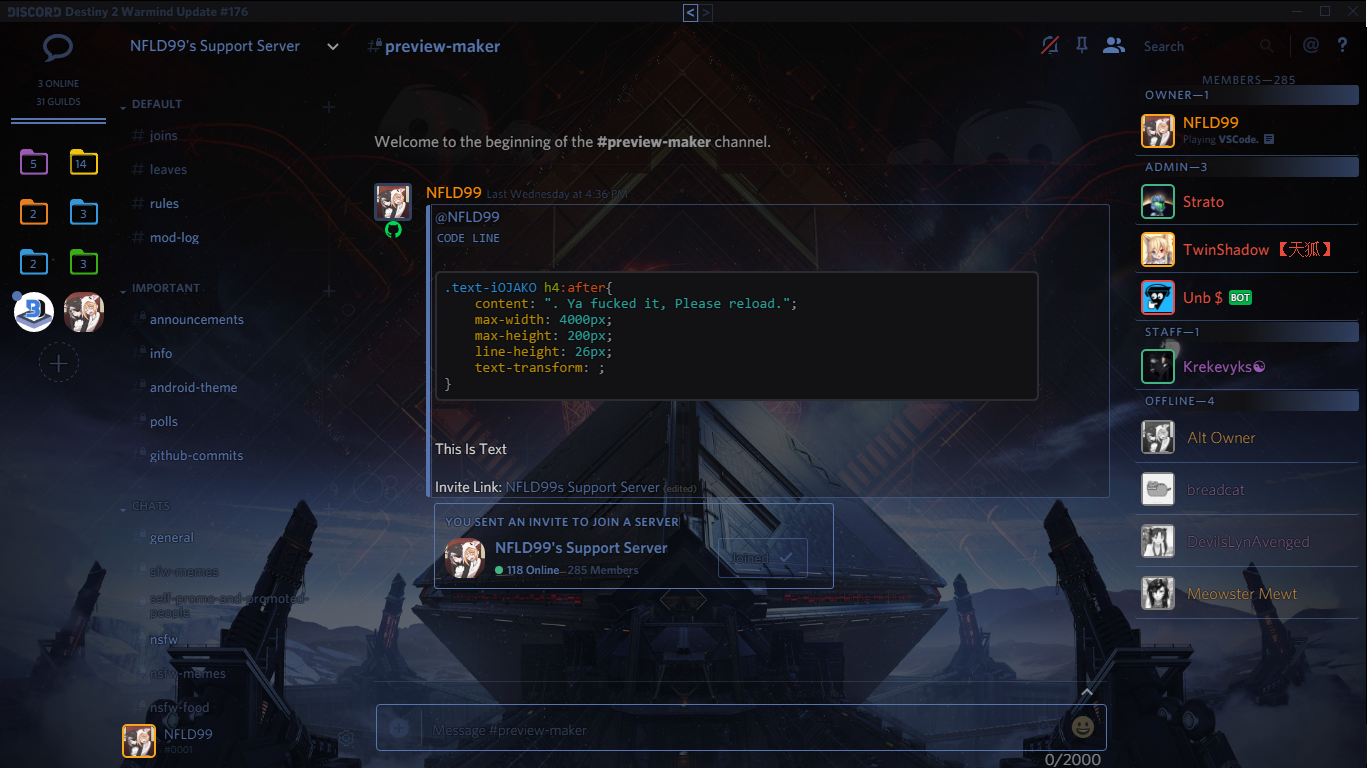 DISCORD Destiny 2 Warmind Update #176
< >
NFLD99's Support Server
#preview-maker
Search
@ ?
3 ONLINE
31 GUILDS
5
14
2
3
2
3
DEFAULT
# joins
# leaves
# rules
# mod-log
IMPORTANT
# announcements
# info
# android-theme
# polls
# github-commits
CHATS
# general
# sfw-memes
# self-promo-and-promoted-
people
# nsfw
# nsfw-memes
# nsfw-food
NFLD99
#0001
Welcome to the beginning of the #preview-maker channel.
NFLD99 Last Wednesday at 4:36 PM
@NFLD99
CODE LINE
.text-iOJAKO h4:after{
content: ". Ya fucked it, Please reload.";
max-width: 4000px;
max-height: 200px;
line-height: 26px;
text-transform: ;
}
This Is Text
Invite Link: NFLD99s Support Server (edited)
YOU SENT AN INVITE TO JOIN A SERVER
NFLD99's Support Server
118 Online 285 Members
Joined
Message #preview-maker
0/2000
MEMBERS—285
OWNER—1
NFLD99
Playing VSCode.
ADMIN—3
Strato
TwinShadow 【天狐】
Unb $ BOT
STAFF—1
Krekevyks☯
OFFLINE—4
Alt Owner
breadcat
DevilsLynAvenged
Meowster Mewt